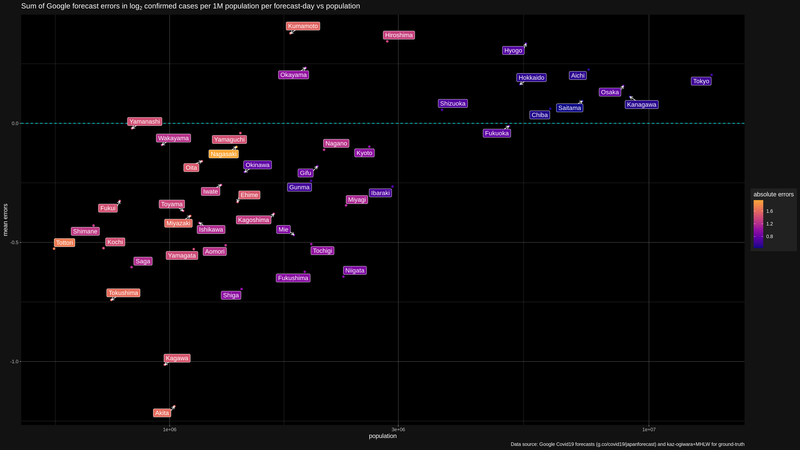 Sum of Google forecast errors in log2 confirmed cases per 1M population per forecast-day vs population
Kumamoto
Hiroshima
Hyogo
Okayama
Hokkaido
Aichi
Tokyo
Osaka
Shizuoka
Saitama
Kanagawa
Chiba
Yamanashi
0.0
Fukuoka
Wakayama
Yamaguchi
Nagano
Nagasaki
Kyoto
Oita
Okinawa
Gifu
Gunma
Iwate
Ehime
Ibaraki
Miyagi
Toyama
Fukui
Miyazaki
Kagoshima
Shimane
Ishikawa
Mie
Tottori
Kochi
-0.5
Aomori
Tochigi
Yamagata
Saga
Niigata
Fukushima
Tokushima
Shiga
Kagawa
-1.0
Akita
mean errors
absolute errors
1.6
1.2
0.8
1e+06
3e+06
1e+07
population
Data source: Google Covid19 forecasts (g.co/covid19/japanforecast) and kaz-ogiwara+MHLW for ground-truth